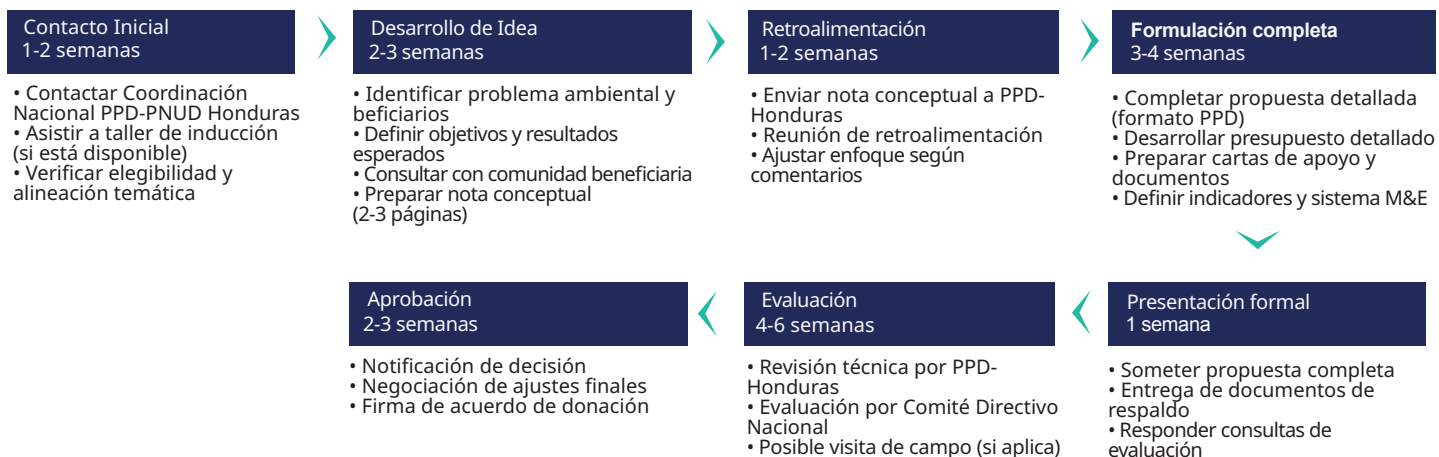 Contacto Inicial
1-2 semanas
• Contactar Coordinación
Nacional PPD-PNUD Honduras
• Asistir a taller de inducción
(si está disponible)
• Verificar elegibilidad y
alineación temática
Desarrollo de Idea
2-3 semanas
• Identificar problema ambiental y
beficiarios
• Definir objetivos y resultados
esperados
• Consultar con comunidad beneficiaria
• Preparar nota conceptual
(2-3 páginas)
Retroalimentación
1-2 semanas
• Enviar nota conceptual a PPD-
Honduras
• Reunión de retroalimentación
• Ajustar enfoque según
comentarios
Formulación completa
3-4 semanas
• Completar propuesta detallada
(formato PPD)
• Desarrollar presupuesto detallado
• Preparar cartas de apoyo y
documentos
• Definir indicadores y sistema M&E
Presentación formal
1 semana
• Someter propuesta completa
• Entrega de documentos de
respaldo
• Responder consultas de
evaluación
Evaluación
4-6 semanas
• Revisión técnica por PPD-
Honduras
• Evaluación por Comité Directivo
Nacional
• Posible visita de campo (si aplica)
Aprobación
2-3 semanas
• Notificación de decisión
• Negociación de ajustes finales
• Firma de acuerdo de donación